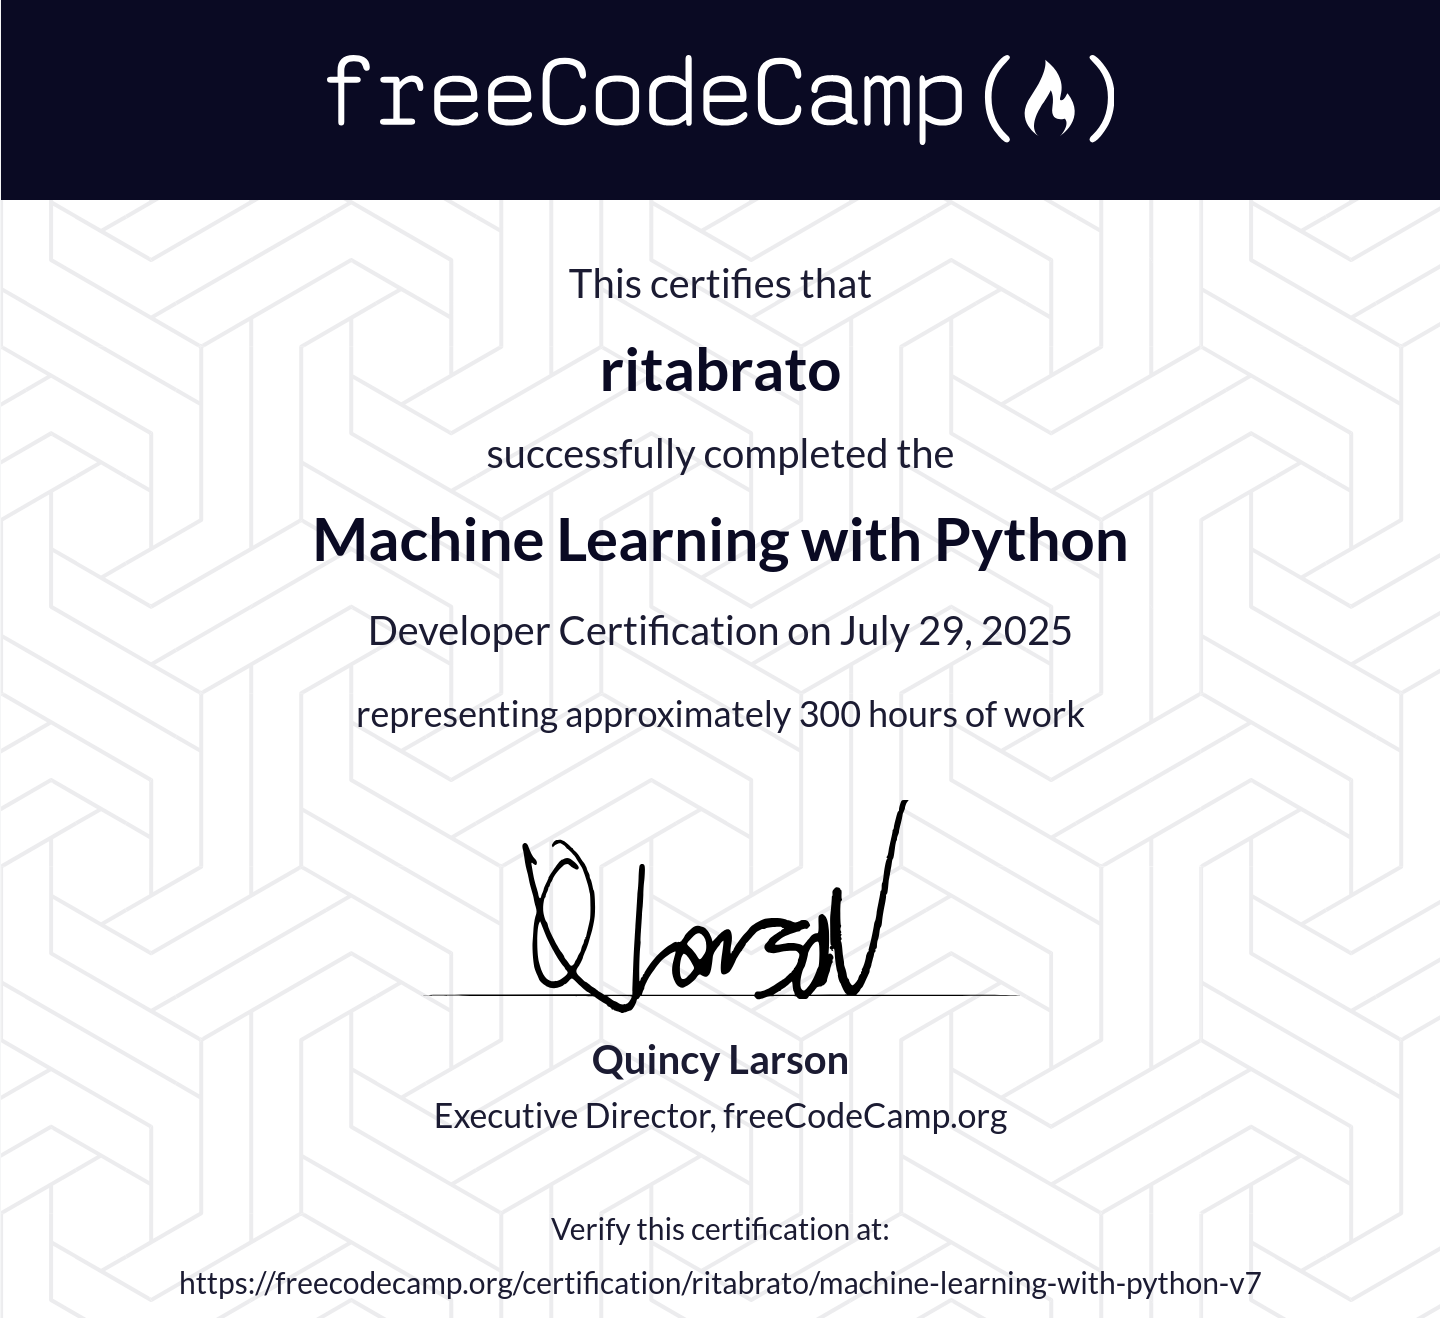 freeCodeCamp
This certifies that
ritabrato
successfully completed the
Machine Learning with Python
Developer Certification on July 29, 2025
representing approximately 300 hours of work
Q Larson
Quincy Larson
Executive Director, freeCodeCamp.org
Verify this certification at:
https://freecodecamp.org/certification/ritabrato/machine-learning-with-python-v7